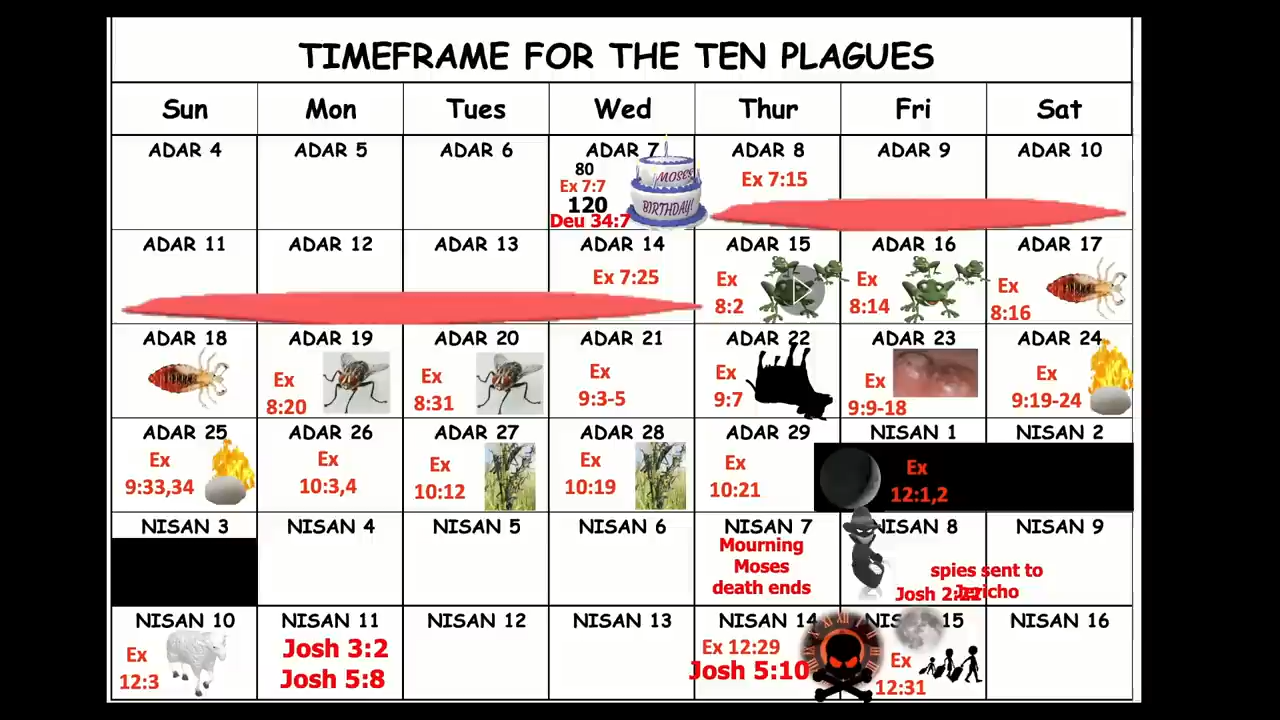 TIMEFRAME FOR THE TEN PLAGUES
Sun Mon Tues Wed Thur Fri Sat
ADAR 4
ADAR 5
ADAR 6
ADAR 7
80
Ex 7:7
120
Deu 34:7
MOSES
BIRTHDAY!
ADAR 8
Ex 7:15
ADAR 9
ADAR 10
ADAR 11
ADAR 12
ADAR 13
ADAR 14
Ex 7:25
ADAR 15
Ex
8:2
ADAR 16
Ex
8:14
ADAR 17
Ex
8:16
ADAR 18
ADAR 19
Ex
8:20
ADAR 20
Ex
8:31
ADAR 21
Ex
9:3-5
ADAR 22
Ex
9:7
ADAR 23
Ex
9:9-18
ADAR 24
Ex
9:19-24
ADAR 25
Ex
9:33,34
ADAR 26
Ex
10:3,4
ADAR 27
Ex
10:12
ADAR 28
Ex
10:19
ADAR 29
Ex
10:21
NISAN 1
Ex
12:1,2
NISAN 2
NISAN 3
NISAN 4
NISAN 5
NISAN 6
NISAN 7
Mourning
Moses
death ends
NISAN 8
NISAN 9
spies sent to
Jericho
Josh
NISAN 10
Ex
12:3
NISAN 11
Josh 3:2
Josh 5:8
NISAN 12
NISAN 13
NISAN 14
Ex 12:29
Josh 5:10
15
Ex
12:31
NISAN 16